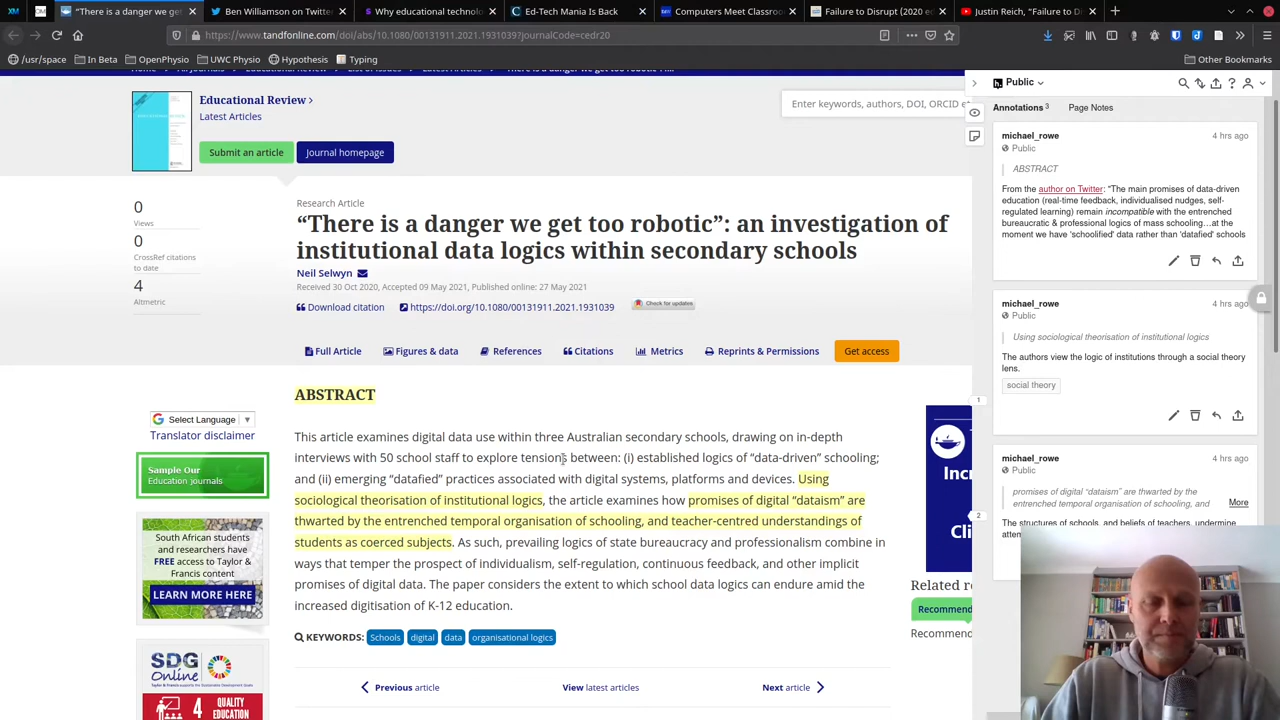 "There is a danger we get too
Ben Williamson on Twitter:
Why educational technolo
Ed-Tech Mania Is Back
Computers Meet Classroo
Failure to Disrupt (2020 ec
Justin Reich, "Failure to Di
https://www.tandfonline.com/doi/abs/10.1080/00131911.2021.1931039?journalCode=cedr20
/usr/space
In Beta
OpenPhysio
UWC Physio
Hypothesis
Typing
Other Bookmarks
Educational Review >
Latest Articles
Enter keywords, authors, DOI, ORCID et
Submit an article
Journal homepage
0
Views
0
CrossRef citations
to date
4
Altmetric
Research Article
“There is a danger we get too robotic”: an investigation of
institutional data logics within secondary schools
Neil Selwyn
Received 30 Oct 2020, Accepted 09 May 2021, Published online: 27 May 2021
Download citation
https://doi.org/10.1080/00131911.2021.1931039
Check for updates
Full Article
Figures & data
References
Citations
Metrics
Reprints & Permissions
Get access
ABSTRACT
This article examines digital data use within three Australian secondary schools, drawing on in-depth
interviews with 50 school staff to explore tensions between: (i) established logics of “data-driven” schooling;
and (ii) emerging “datafied” practices associated with digital systems, platforms and devices. Using
sociological theorisation of institutional logics, the article examines how promises of digital “dataism” are
thwarted by the entrenched temporal organisation of schooling, and teacher-centred understandings of
students as coerced subjects. As such, prevailing logics of state bureaucracy and professionalism combine in
ways that temper the prospect of individualism, self-regulation, continuous feedback, and other implicit
promises of digital data. The paper considers the extent to which school data logics can endure amid the
increased digitisation of K-12 education.
KEYWORDS:
Schools
digital
data
organisational logics
Previous article
View latest articles
Next article
Select Language
Translator disclaimer
Sample our
Education journals
South African students
and researchers have
FREE access to Taylor &
Francis content
LEARN MORE HERE
SDG
Online
4
QUALITY
EDUCATION
Incr
Cli
Related re
Recommend
Recommend
1
2
Public
Annotations 3
Page Notes
michael_rowe
4 hrs ago
Public
ABSTRACT
From the author on Twitter: "The main promises of data-driven
education (real-time feedback, individualised nudges, self-
regulated learning) remain incompatible with the entrenched
bureaucratic & professional logics of mass schooling…at the
moment we have 'schoolified' data rather than 'datafied' schools
michael_rowe
4 hrs ago
Public
Using sociological theorisation of institutional logics
The authors view the logic of institutions through a social theory
lens.
social theory
michael_rowe
4 hrs ago
Public
promises of digital “dataism” are thwarted by the
entrenched temporal organisation of schooling, and
More
The structures of schools, and beliefs of teachers, undermine